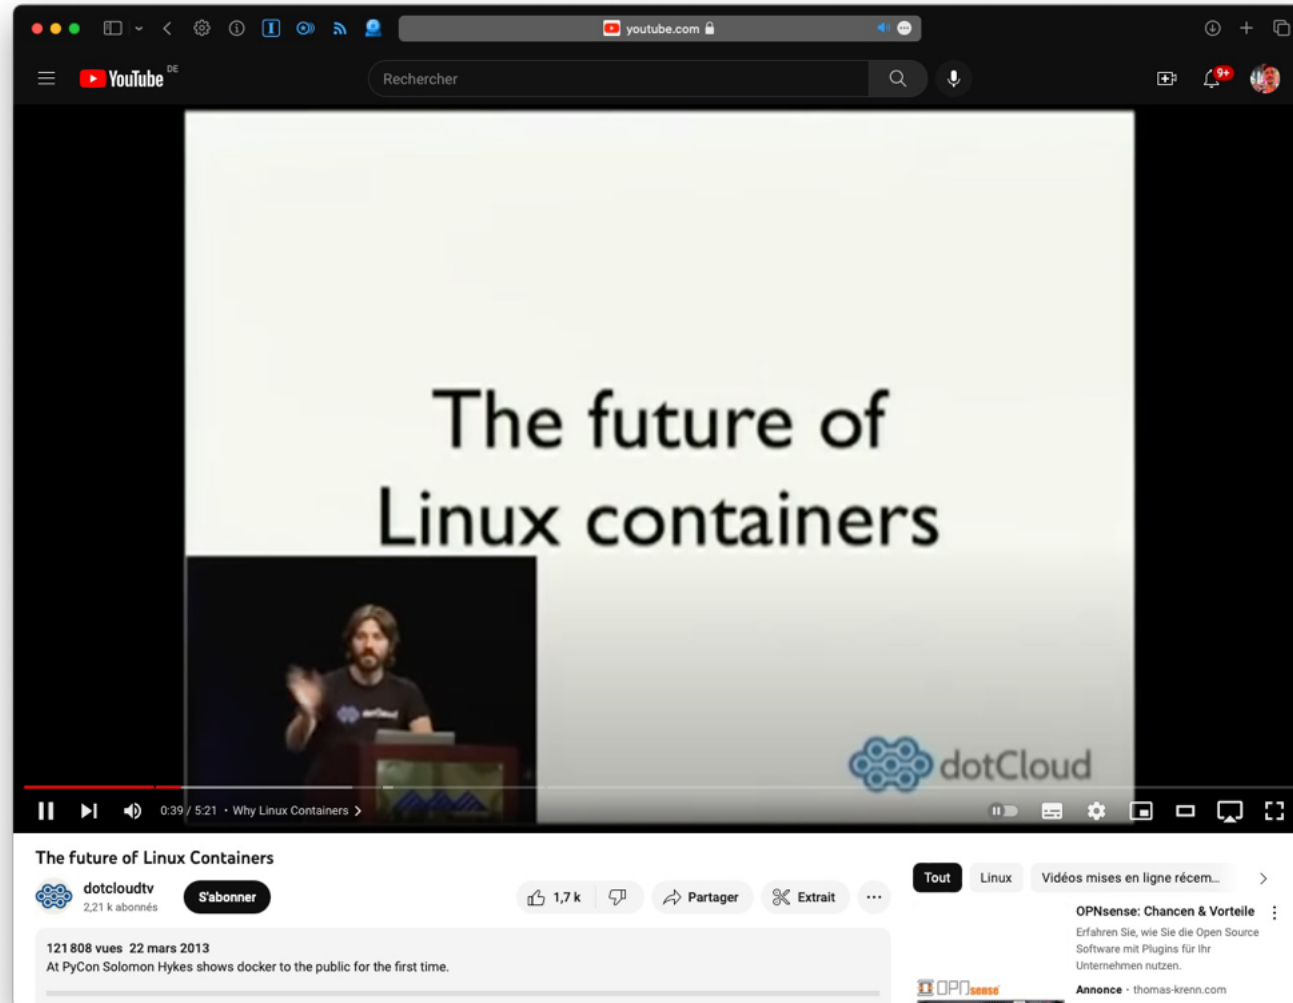 youtube.com
YouTube DE
Rechercher
9+
The future of
Linux containers
dotCloud
dotCloud
0:39 / 5:21 • Why Linux Containers >
The future of Linux Containers
dotcloudtv
2,21 k abonnés
S'abonner
1,7 k
Partager
Extrait
121 808 vues 22 mars 2013
At PyCon Solomon Hykes shows docker to the public for the first time.
Tout
Linux
Vidéos mises en ligne récem...
OPNsense: Chancen & Vorteile
Erfahren Sie, wie Sie die Open Source
Software mit Plugins für Ihr
Unternehmen nutzen.
OPNsense
Annonce · thomas-krenn.com